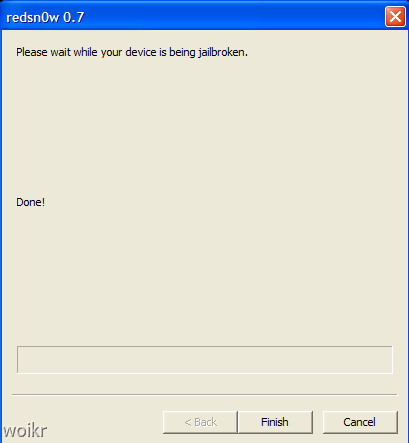 redsn0w 0.7
Please wait while your device is being jailbroken.
Done!
< Back Finish Cancel
woikr